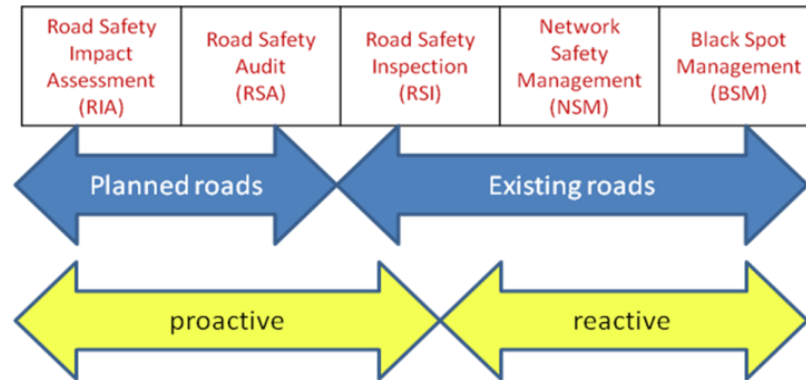 Road Safety
Impact
Assessment
(RIA)
Road Safety
Audit
(RSA)
Road Safety
Inspection
(RSI)
Network
Safety
Management
(NSM)
Black Spot
Management
(BSM)
Planned roads
Existing roads
proactive
reactive